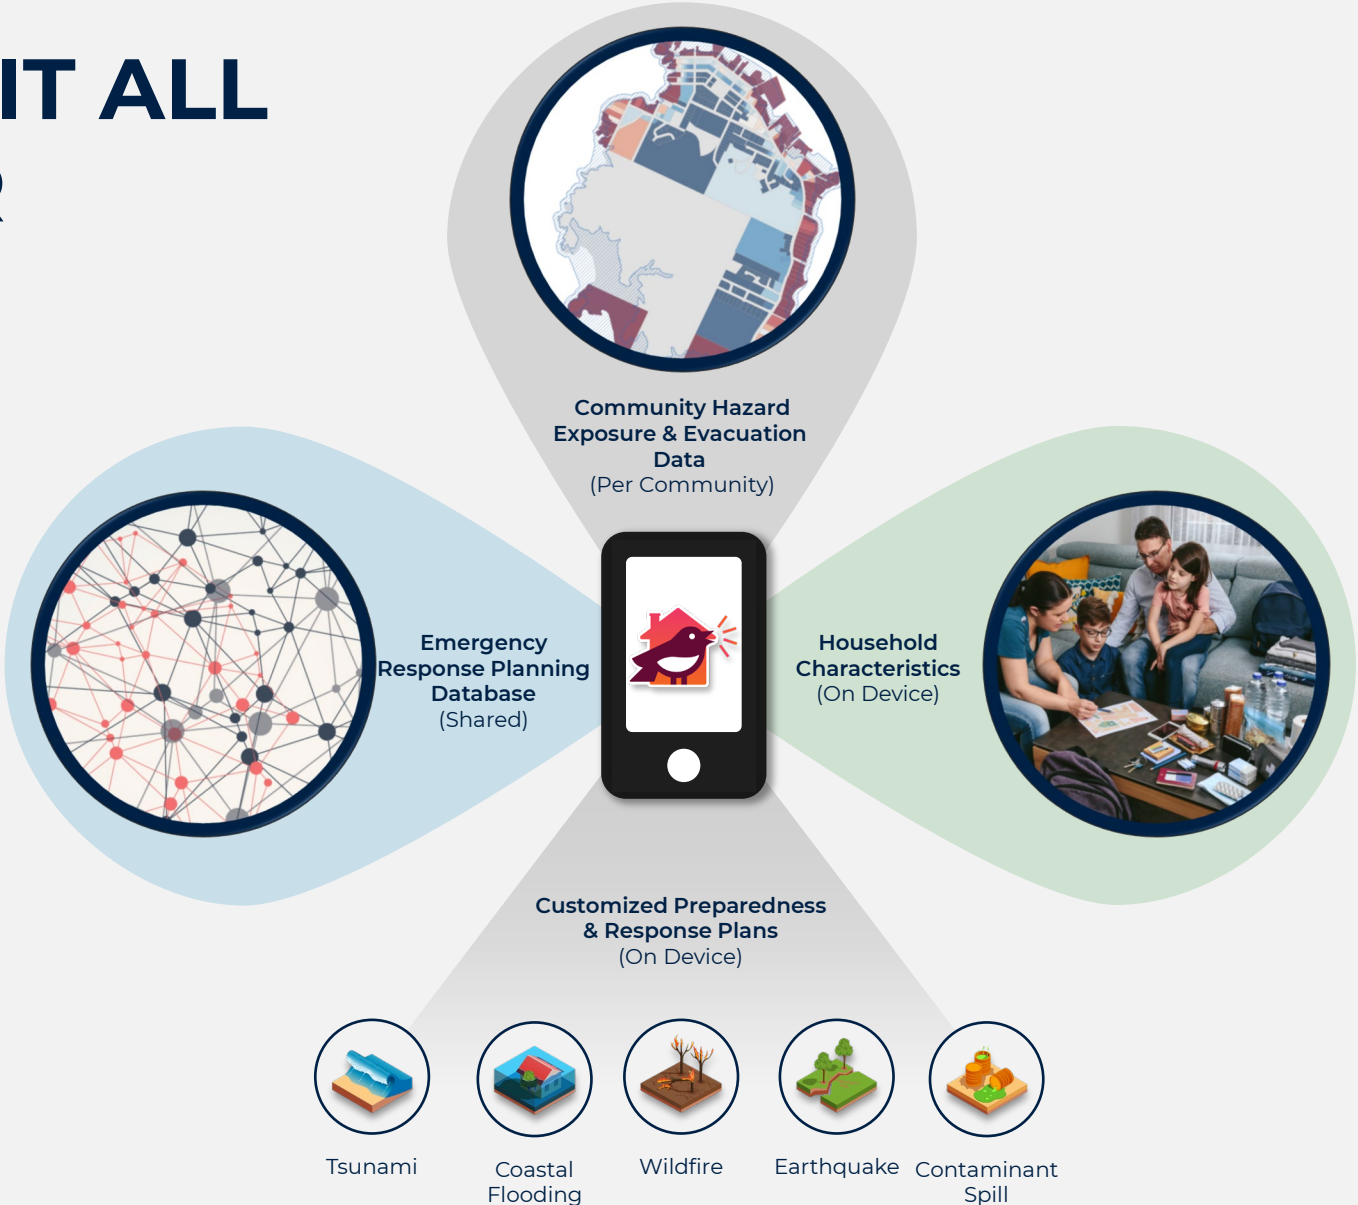 IT ALL
R
Community Hazard
Exposure & Evacuation
Data
(Per Community)
Emergency
Response Planning
Database
(Shared)
Household
Characteristics
(On Device)
Customized Preparedness
& Response Plans
(On Device)
Tsunami
Coastal
Flooding
Wildfire
Earthquake
Contaminant
Spill